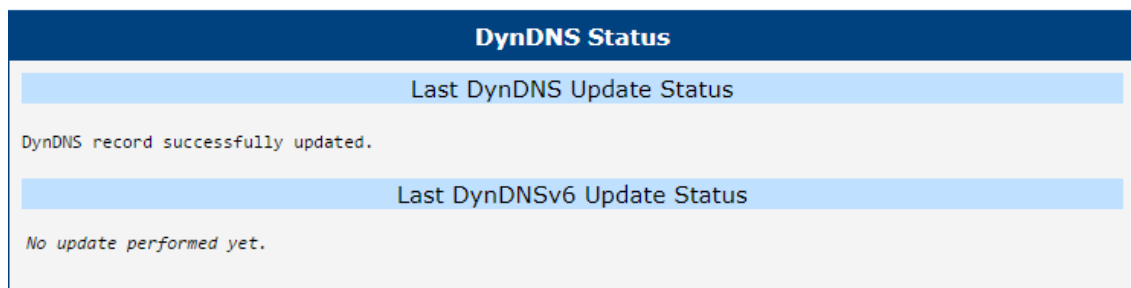 DynDNS Status
Last DynDNS Update Status
DynDNS record successfully updated.
Last DynDNSv6 Update Status
No update performed yet.